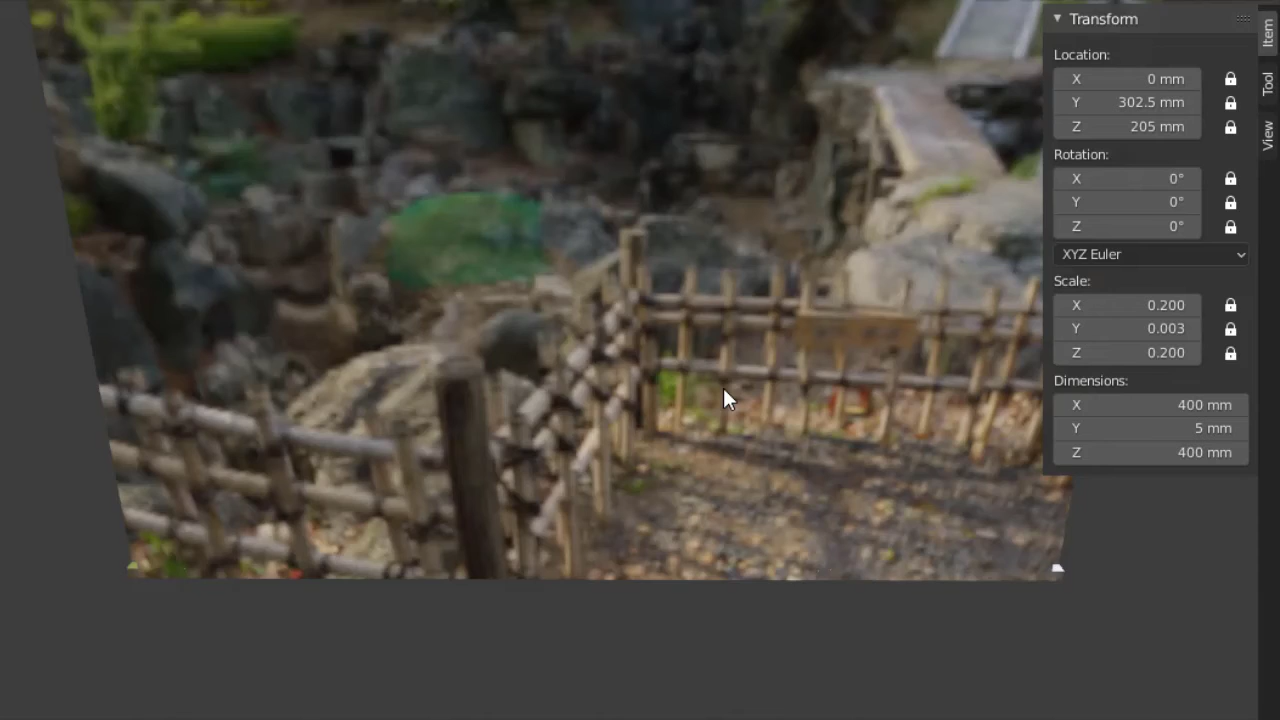 Transform
Location:
X 0 mm
Y 302.5 mm
Z 205 mm
Rotation:
X 0°
Y 0°
Z 0°
XYZ Euler
Scale:
X 0.200
Y 0.003
Z 0.200
Dimensions:
X 400 mm
Y 5 mm
Z 400 mm
Item
Tool
View